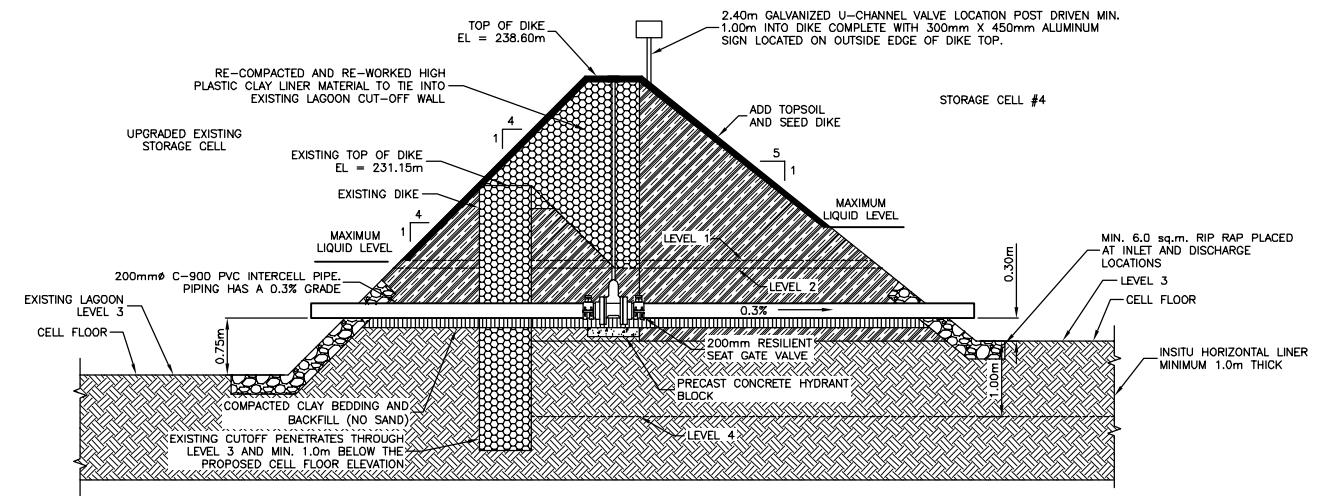 2.40m GALVANIZED U-CHANNEL VALVE LOCATION POST DRIVEN MIN.
1.00m INTO DIKE COMPLETE WITH 300mm X 450mm ALUMINUM
SIGN LOCATED ON OUTSIDE EDGE OF DIKE TOP.
TOP OF DIKE
EL = 238.60m
RE-COMPACTED AND RE-WORKED HIGH
PLASTIC CLAY LINER MATERIAL TO TIE INTO
EXISTING LAGOON CUT-OFF WALL
STORAGE CELL #4
ADD TOPSOIL
AND SEED DIKE
UPGRADED EXISTING
STORAGE CELL
4
1
5
1
EXISTING TOP OF DIKE
EL = 231.15m
EXISTING DIKE
4
1
MAXIMUM
LIQUID LEVEL
MAXIMUM
LIQUID LEVEL
LEVEL 1
LEVEL 2
200mmø C-900 PVC INTERCELL PIPE.
PIPING HAS A 0.3% GRADE
0.30m
MIN. 6.0 sq.m. RIP RAP PLACED
AT INLET AND DISCHARGE
LOCATIONS
LEVEL 3
CELL FLOOR
EXISTING LAGOON
LEVEL 3
CELL FLOOR
0.75m
0.3%
200mm RESILIENT
SEAT GATE VALVE
PRECAST CONCRETE HYDRANT
BLOCK
1.00m
INSITU HORIZONTAL LINER
MINIMUM 1.0m THICK
COMPACTED CLAY BEDDING AND
BACKFILL (NO SAND)
LEVEL 4
EXISTING CUTOFF PENETRATES THROUGH
LEVEL 3 AND MIN. 1.0m BELOW THE
PROPOSED CELL FLOOR ELEVATION